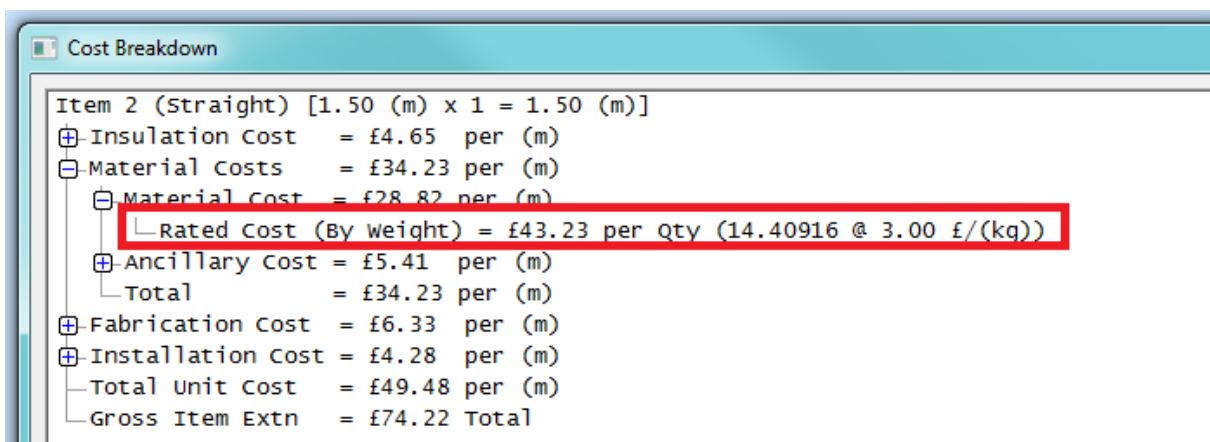 Cost Breakdown
Item 2 (Straight) [1.50 (m) x 1 = 1.50 (m)]
Insulation Cost = £4.65 per (m)
Material Costs = £34.23 per (m)
Material Cost = £28.82 per (m)
Rated Cost (By Weight) = £43.23 per Qty (14.40916 @ 3.00 £/(kg))
Ancillary Cost = £5.41 per (m)
Total = £34.23 per (m)
Fabrication Cost = £6.33 per (m)
Installation Cost = £4.28 per (m)
Total Unit Cost = £49.48 per (m)
Gross Item Extn = £74.22 Total